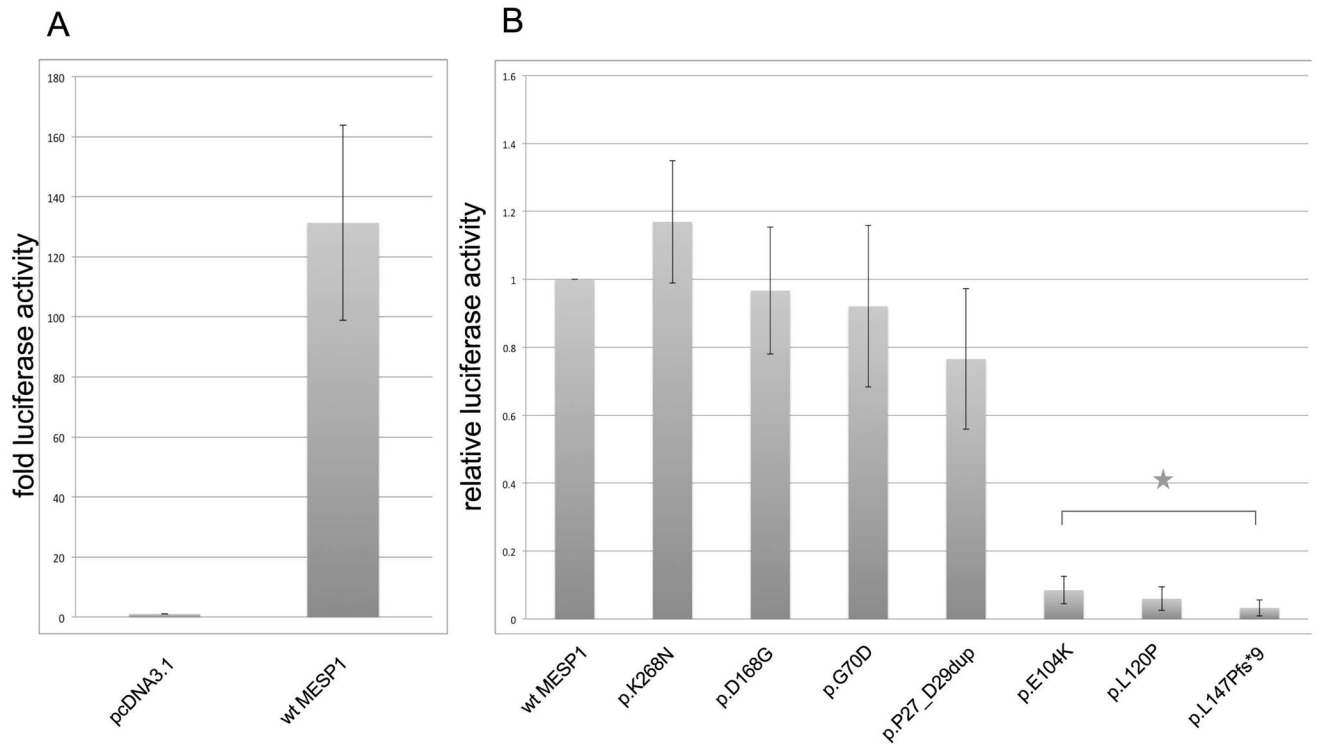 A
fold luciferase activity
180
160
140
120
100
80
60
40
20
0
pcDNA3.1
wt MESP1
B
relative luciferase activity
1.6
1.4
1.2
1
0.8
0.6
0.4
0.2
0
wt MESP1
p.K268N
p.D168G
p.G70D
p.P27_D29dup
p.E104K
p.L120P
p.L147Pfs*9